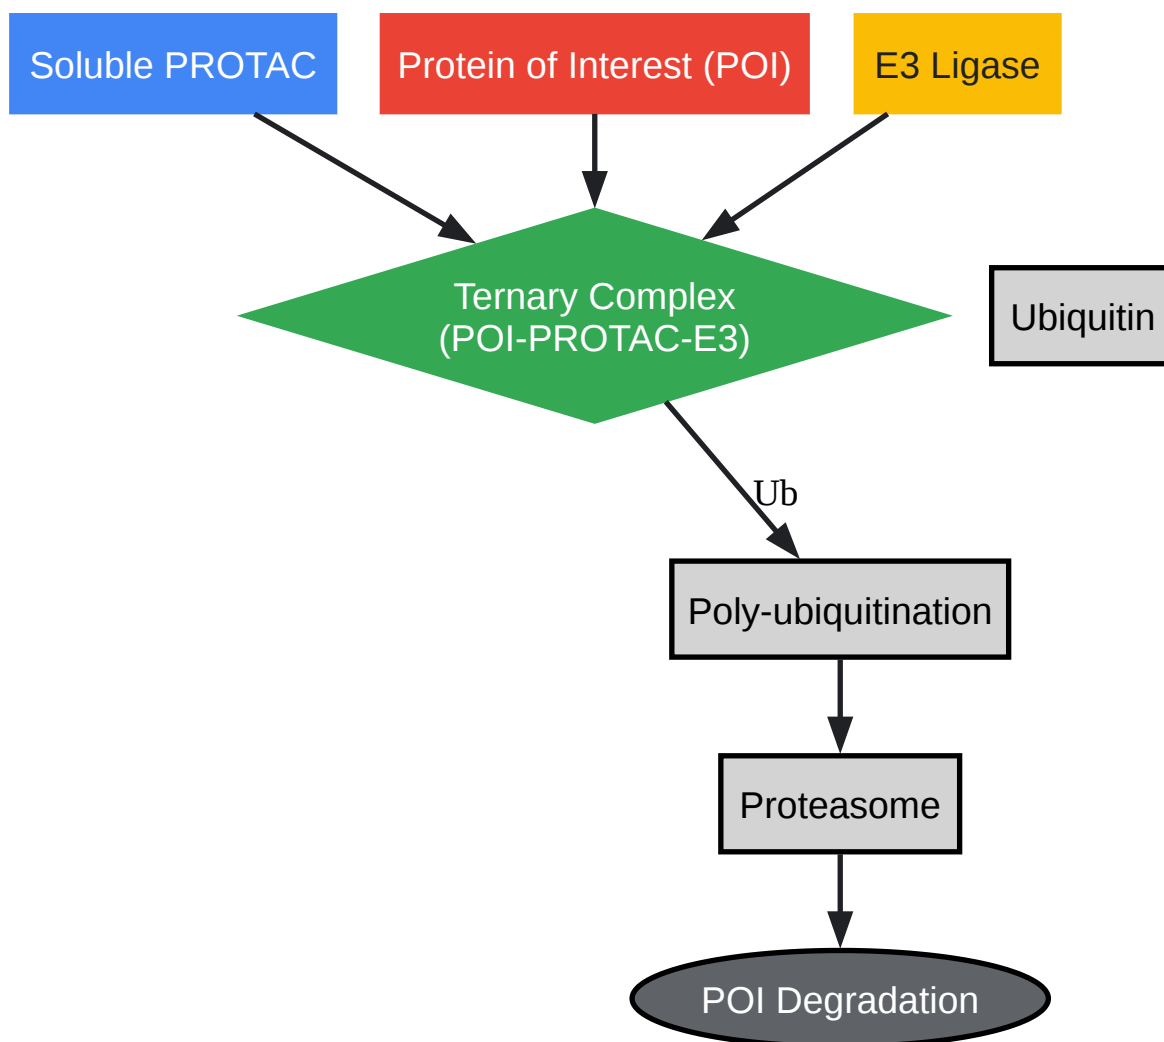 Soluble PROTAC
Protein of Interest (POI)
E3 Ligase
Ternary Complex
(POI-PROTAC-E3)
Ubiquitin
Ub
Poly-ubiquitination
Proteasome
POI Degradation